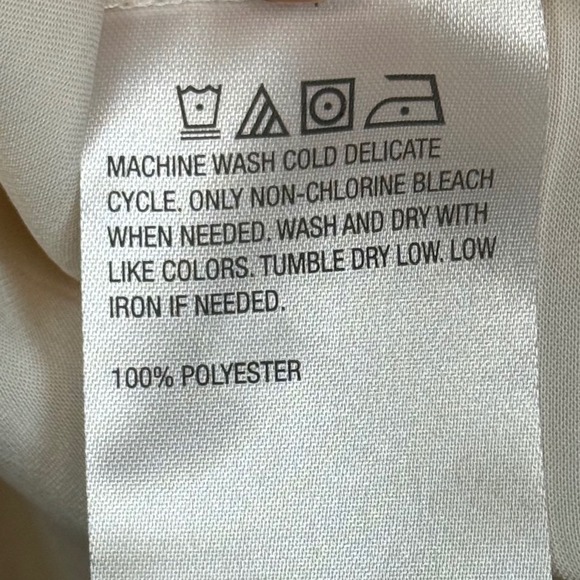 MACHINE WASH COLD DELICATE
CYCLE. ONLY NON-CHLORINE BLEACH
WHEN NEEDED. WASH AND DRY WITH
LIKE COLORS. TUMBLE DRY LOW. LOW
IRON IF NEEDED.
100% POLYESTER